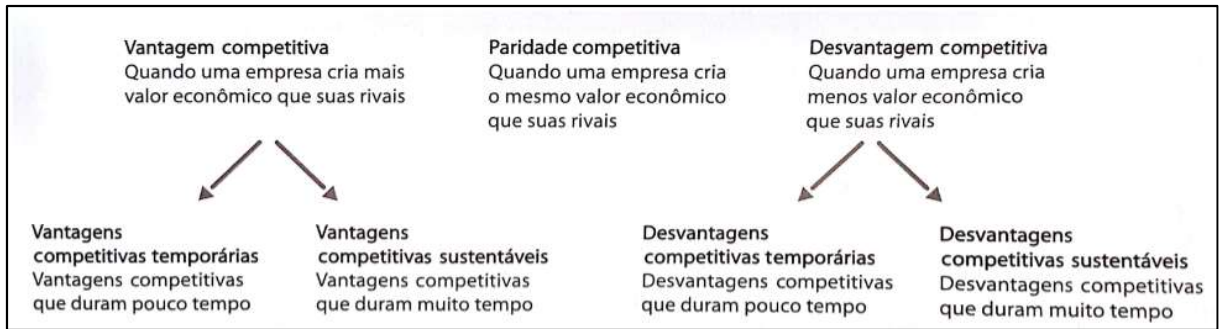 Vantagem competitiva
Quando uma empresa cria mais
valor econômico que suas rivais
Paridade competitiva
Quando uma empresa cria
o mesmo valor econômico
que suas rivais
Desvantagem competitiva
Quando uma empresa cria
menos valor econômico
que suas rivais
Vantagens
competitivas temporárias
Vantagens competitivas
que duram pouco tempo
Vantagens
competitivas sustentáveis
Vantagens competitivas
que duram muito tempo
Desvantagens
competitivas temporárias
Desvantagens competitivas
que duram pouco tempo
Desvantagens
competitivas sustentáveis
Desvantagens competitivas
que duram muito tempo